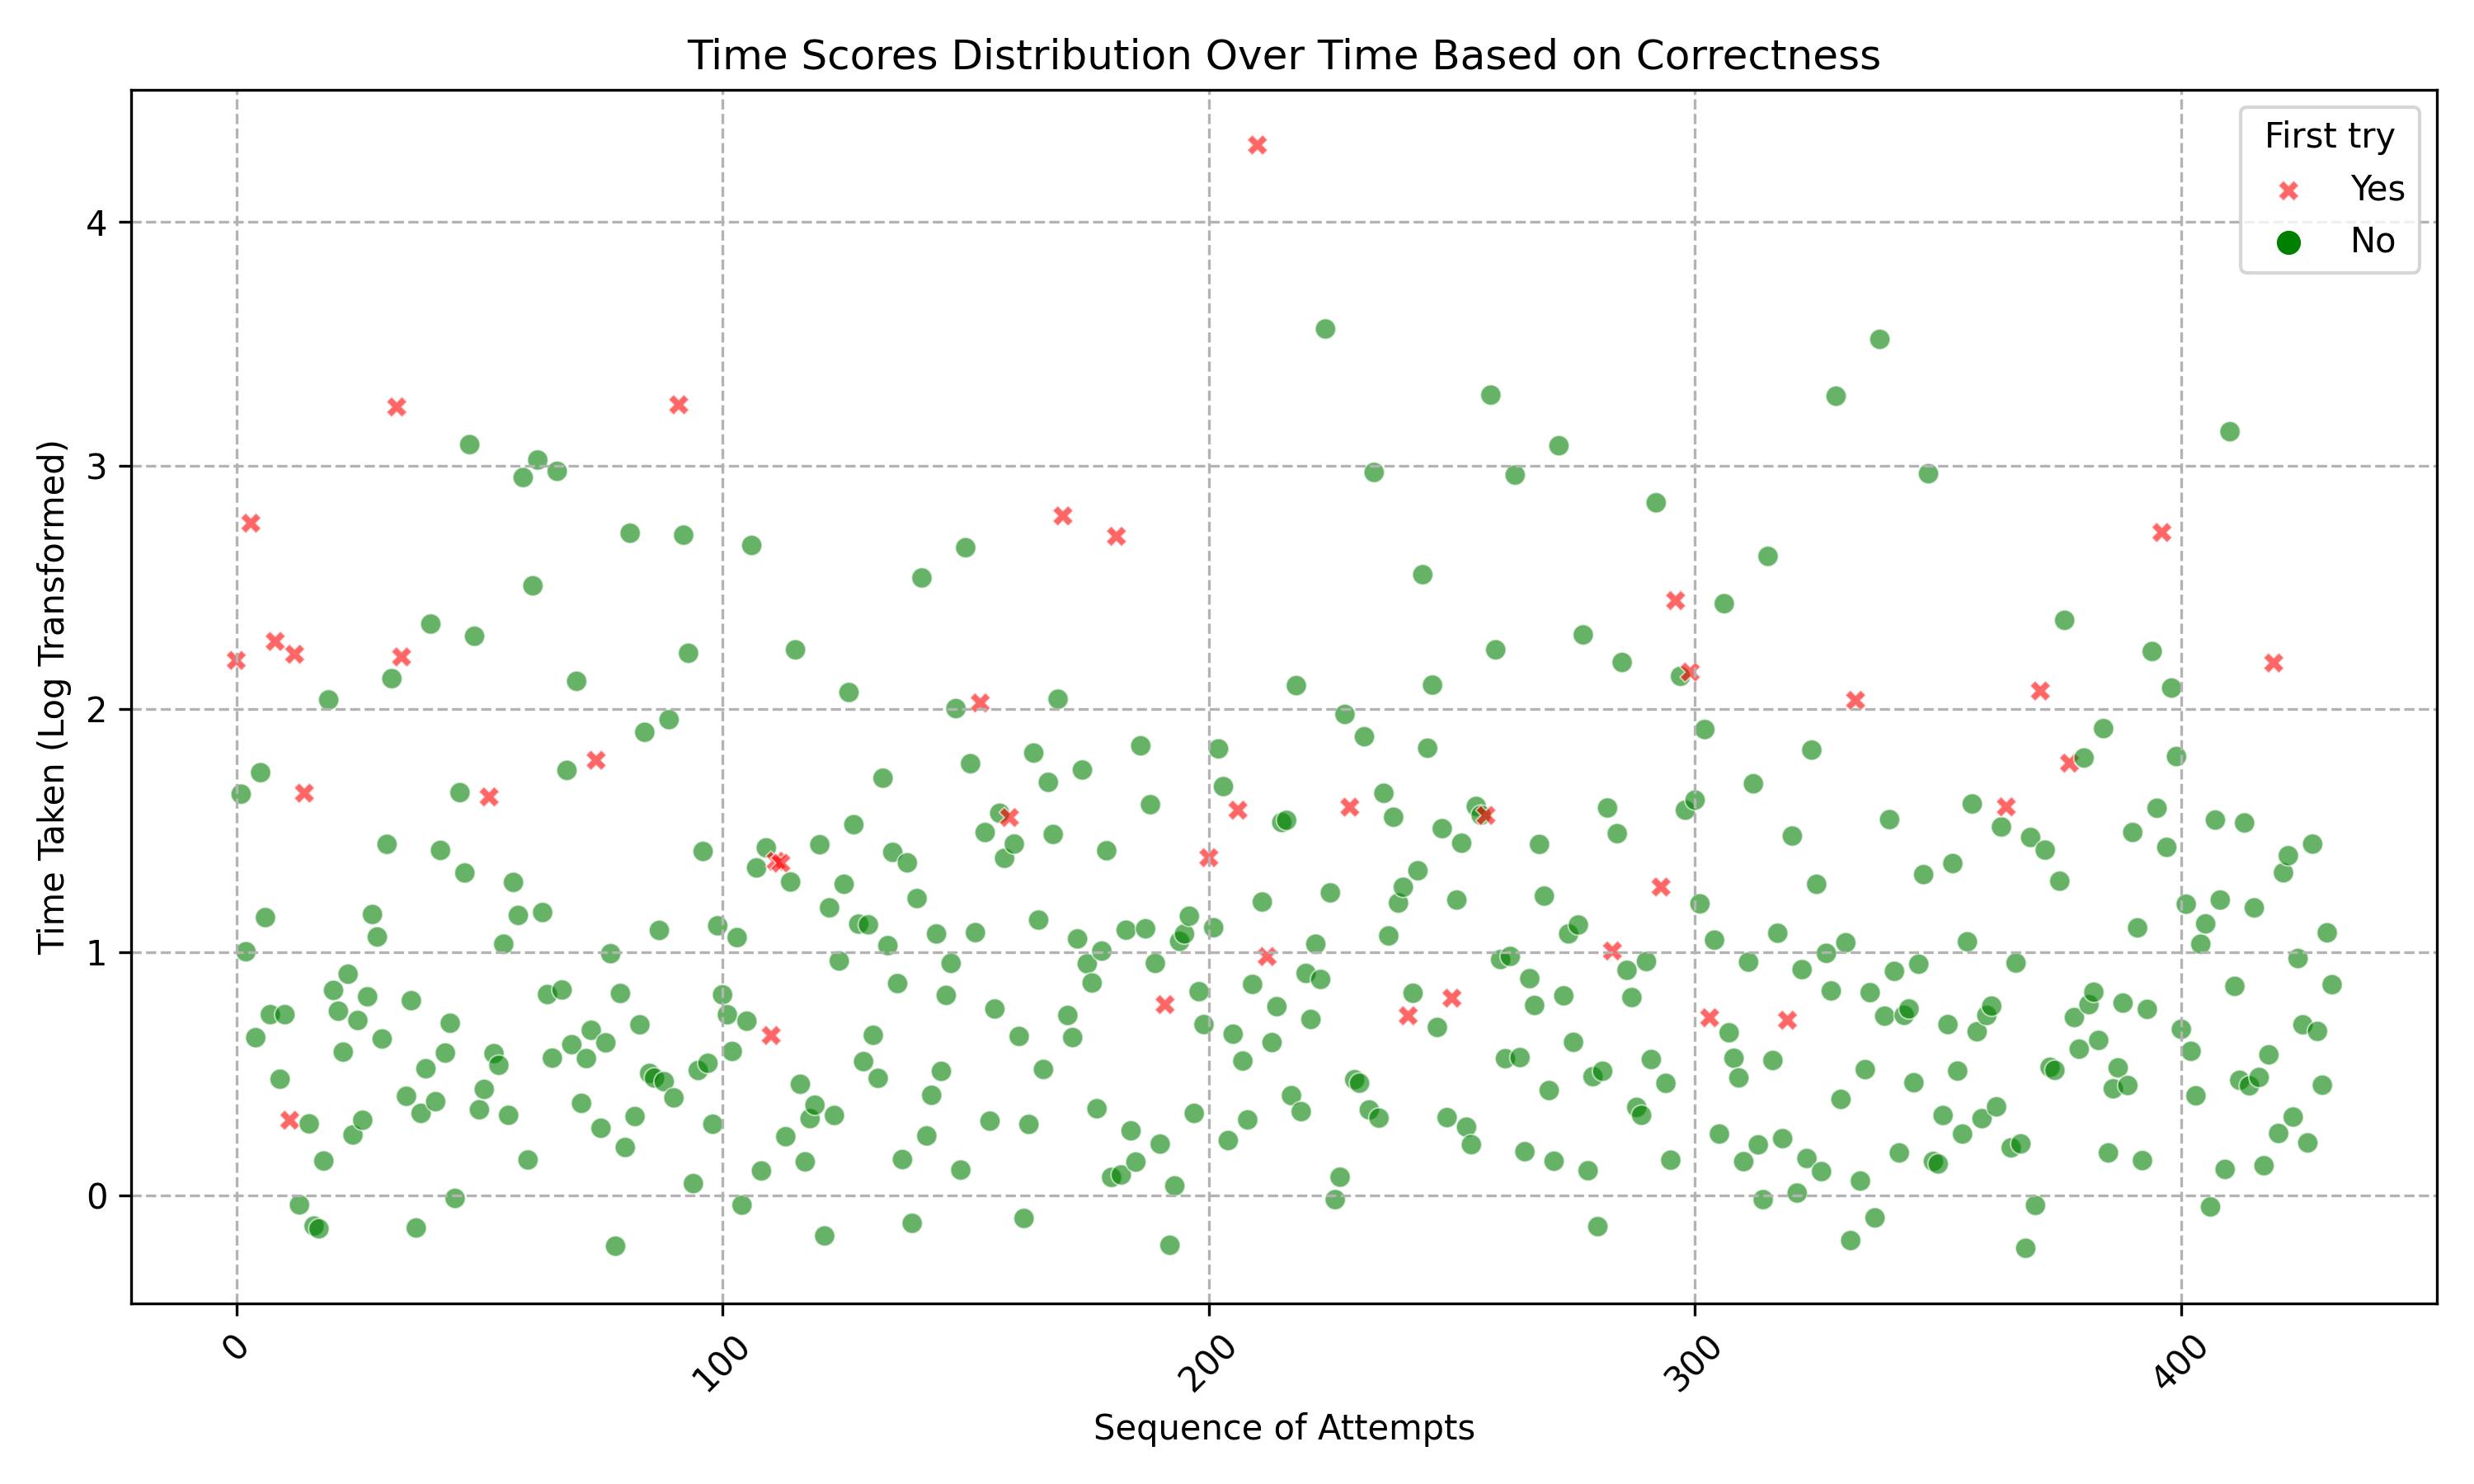 Time Scores Distribution Over Time Based on Correctness
First try
Yes
No
Time Taken (Log Transformed)
4
3
2
1
0
0
100
200
300
400
Sequence of Attempts